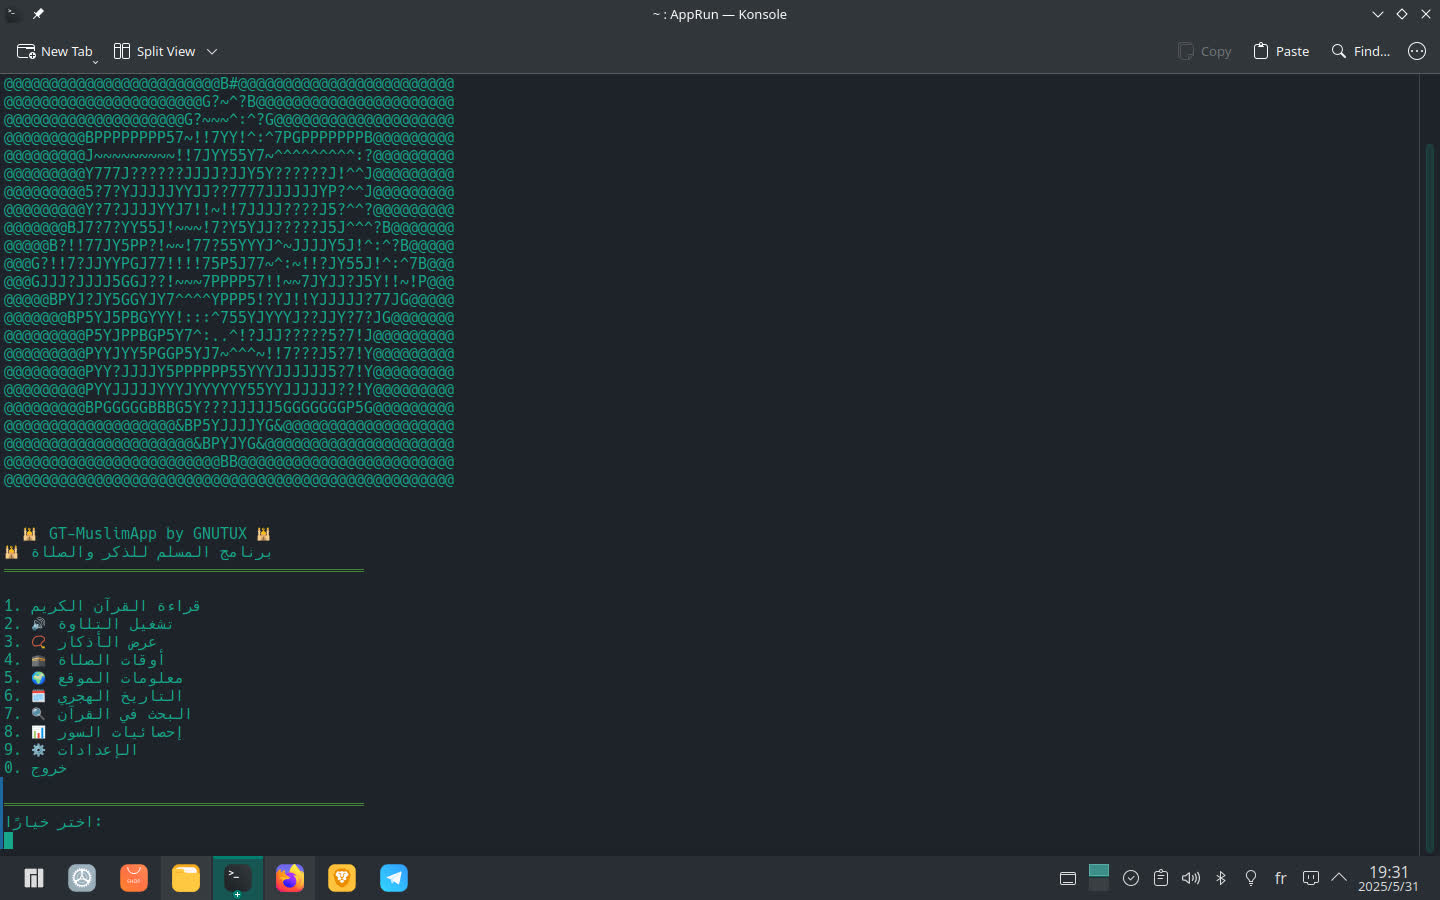 ~ : AppRun — Konsole
New Tab
Split View
Copy
Paste
Find...
@@@@@@@@@@@@@@@@@@@@@@@@B#@@@@@@@@@@@@@@@@@@@@@@@@
@@@@@@@@@@@@@@@@@@@@@@G?~^?B@@@@@@@@@@@@@@@@@@@@@@
@@@@@@@@@@@@@@@@@@@@G?~~~^:^?G@@@@@@@@@@@@@@@@@@@@
@@@@@@@@@BPPPPPPPP57~!!7YY!^:^7PGPPPPPPPB@@@@@@@@@
@@@@@@@@@J~~~~~~~~~!!7JYY55Y7~^^^^^^^^^:?@@@@@@@@@
@@@@@@@@@Y777J??????JJJJ?JJY5Y??????J!^^J@@@@@@@@@
@@@@@@@@@5?7?YJJJJJYYJJ??7777JJJJJJYP?^^J@@@@@@@@@
@@@@@@@@@Y?7?JJJJYYJ7!!~!!7JJJJ????J5?^^?@@@@@@@@@
@@@@@@@BJ7?7?YY55J!~~~!7?Y5YJJ?????J5J^^^?B@@@@@@@
@@@@@B?!!77JY5PP?!~~!77?55YYYJ^~JJJJY5J!^:^?B@@@@@
@@@G?!!7?JJYYPGJ77!!!!75P5J77~^:~!!?JY55J!^:^7B@@@
@@@GJJJ?JJJJ5GGJ??!~~~7PPPP57!!~~7JYJJ?J5Y!!~!P@@@
@@@@@BPYJ?JY5GGYJY7^^^^YPPP5!?YJ!!YJJJJJ?77JG@@@@@
@@@@@@@BP5YJ5PBGYYY!:::^755YJYYYJ??JJY?7?JG@@@@@@@
@@@@@@@@@P5YJPPBGP5Y7^:..^!?JJJ?????5?7!J@@@@@@@@@
@@@@@@@@@PYYJYY5PGGP5YJ7~^^^~!!7???J5?7!Y@@@@@@@@@
@@@@@@@@@PYY?JJJJY5PPPPPP55YYYJJJJJJ5?7!Y@@@@@@@@@
@@@@@@@@@PYYJJJJJYYYJYYYYYY55YYJJJJJJ??!Y@@@@@@@@@
@@@@@@@@@BPGGGGGBBBG5Y???JJJJJ5GGGGGGGP5G@@@@@@@@@
@@@@@@@@@@@@@@@@@@@&BP5YJJJJYG&@@@@@@@@@@@@@@@@@@@
@@@@@@@@@@@@@@@@@@@@@&BPYJYG&@@@@@@@@@@@@@@@@@@@@@
@@@@@@@@@@@@@@@@@@@@@@@@BB@@@@@@@@@@@@@@@@@@@@@@@@
@@@@@@@@@@@@@@@@@@@@@@@@@@@@@@@@@@@@@@@@@@@@@@@@@@
🕌 GT-MuslimApp by GNUTUX 🕌
🕌 برنامج المسلم للذكر والصلاة
1. قراءة القرآن الكريم
2. 🔊 تشغيل التلاوة
3. 📿 عرض الأذكار
4. 🕋 أوقات الصلاة
5. 🌍 معلومات الموقع
6. 🗓️ التاريخ الهجري
7. 🔍 البحث في القرآن
8. 📊 إحصائيات السور
9. ⚙️ الإعدادات
0. خروج
اختر خيارًا:
fr
19:31
2025/5/31